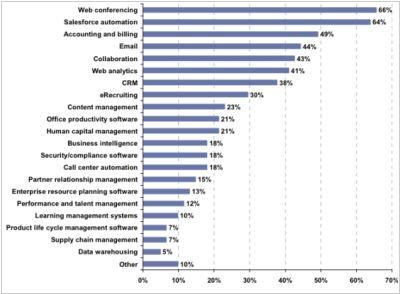 Web conferencing 66%
Salesforce automation 64%
Accounting and billing 49%
Email 44%
Collaboration 43%
Web analytics 41%
CRM 38%
eRecruiting 30%
Content management 23%
Office productivity software 21%
Human capital management 21%
Business intelligence 18%
Security/compliance software 18%
Call center automation 18%
Partner relationship management 15%
Enterprise resource planning software 13%
Performance and talent management 12%
Learning management systems 10%
Product life cycle management software 7%
Supply chain management 7%
Data warehousing 5%
Other 10%
0% 10% 20% 30% 40% 50% 60% 70%